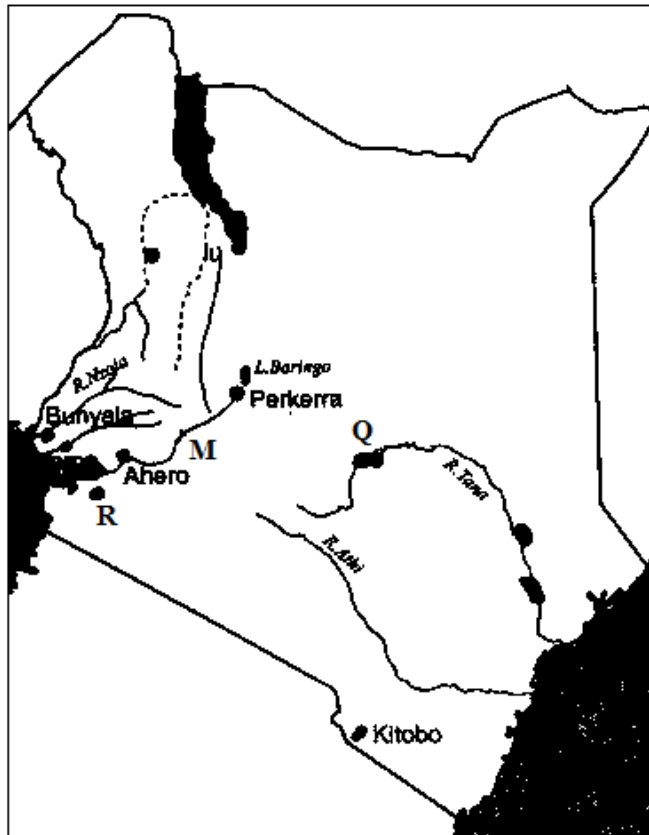 R.Nzoia
L.Baringo
Perkerra
Bunyala
M
Q
Ahero
R.Tana
R
R.Athi
Kitobo